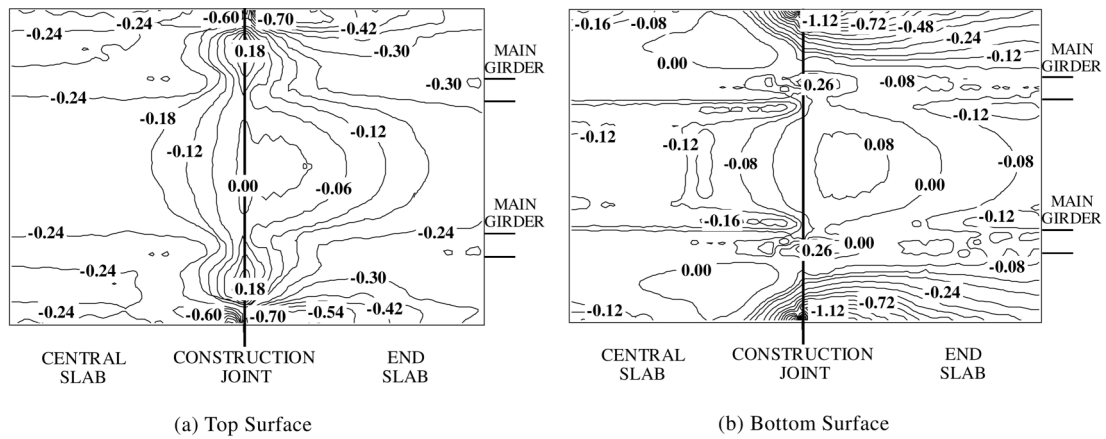 -0.60
-0.70
-0.24
-0.24
-0.42
0.18
-0.30
-0.24
-0.30
-0.18
-0.12
-0.12
0.00
-0.06
-0.24
-0.24
-0.24
-0.30
0.18
-0.24
-0.60
-0.70
-0.54
-0.42
MAIN
GIRDER
MAIN
GIRDER
CENTRAL
SLAB
CONSTRUCTION
JOINT
END
SLAB
(a) Top Surface
-0.16
-0.08
-1.12
-0.72
-0.48
-0.24
-0.12
0.00
0.26
-0.08
-0.12
-0.12
-0.12
0.08
-0.08
-0.08
0.00
-0.16
-0.12
0.26
0.00
0.00
-0.08
-0.24
-0.12
-1.12
-0.72
MAIN
GIRDER
MAIN
GIRDER
CENTRAL
SLAB
CONSTRUCTION
JOINT
END
SLAB
(b) Bottom Surface